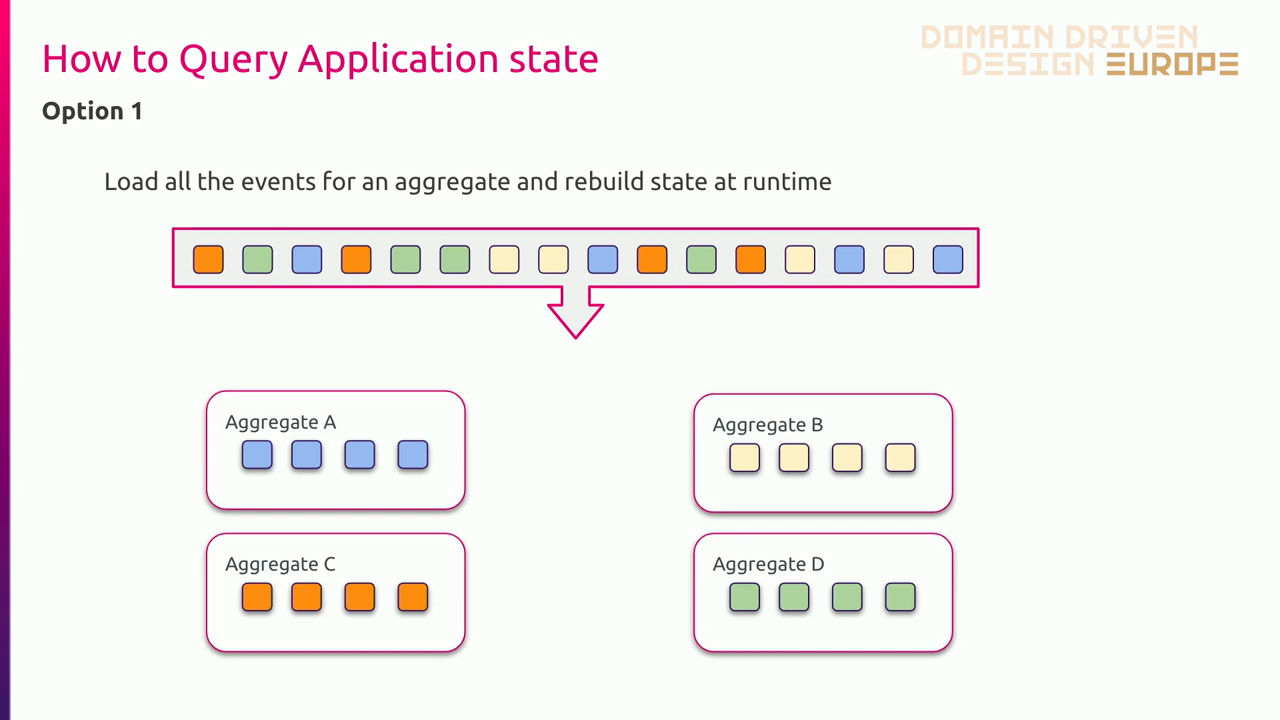 How to Query Application state
DOMAIN DRIVEN
DESIGN EUROPE
Option 1
Load all the events for an aggregate and rebuild state at runtime
Aggregate A
Aggregate B
Aggregate C
Aggregate D